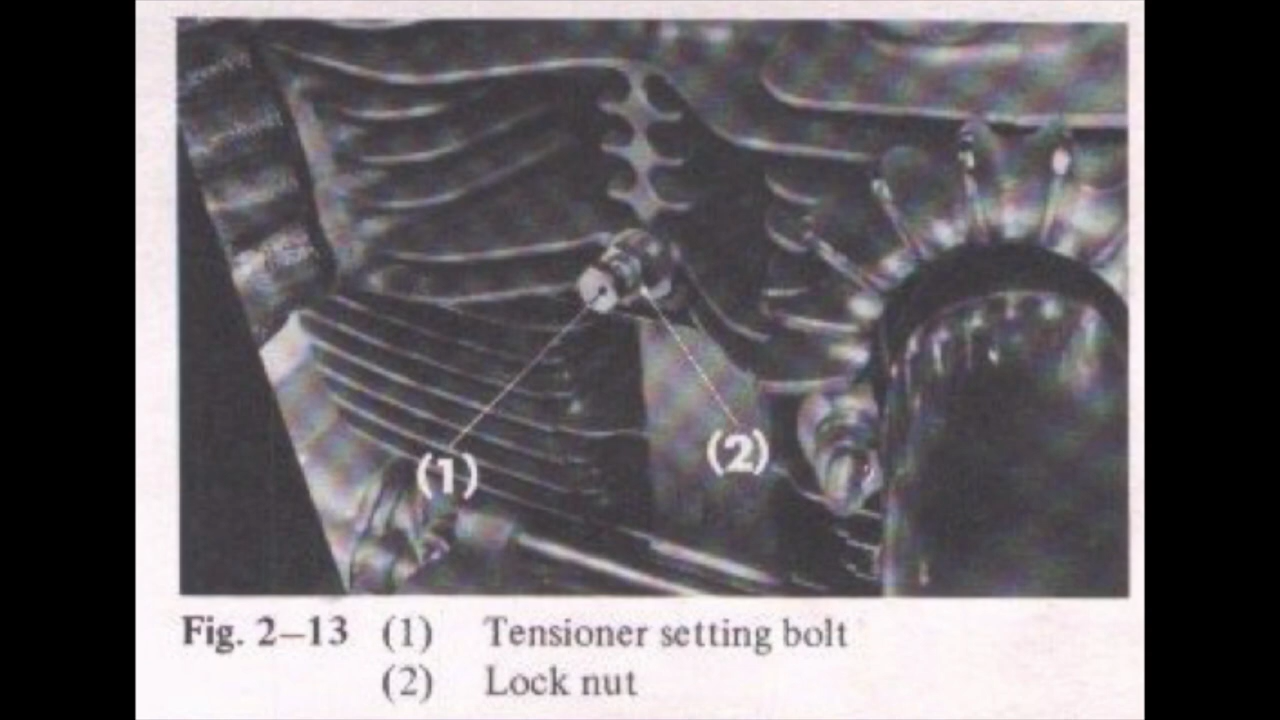 (1)
(2)
Fig. 2–13 (1) Tensioner setting bolt
(2) Lock nut